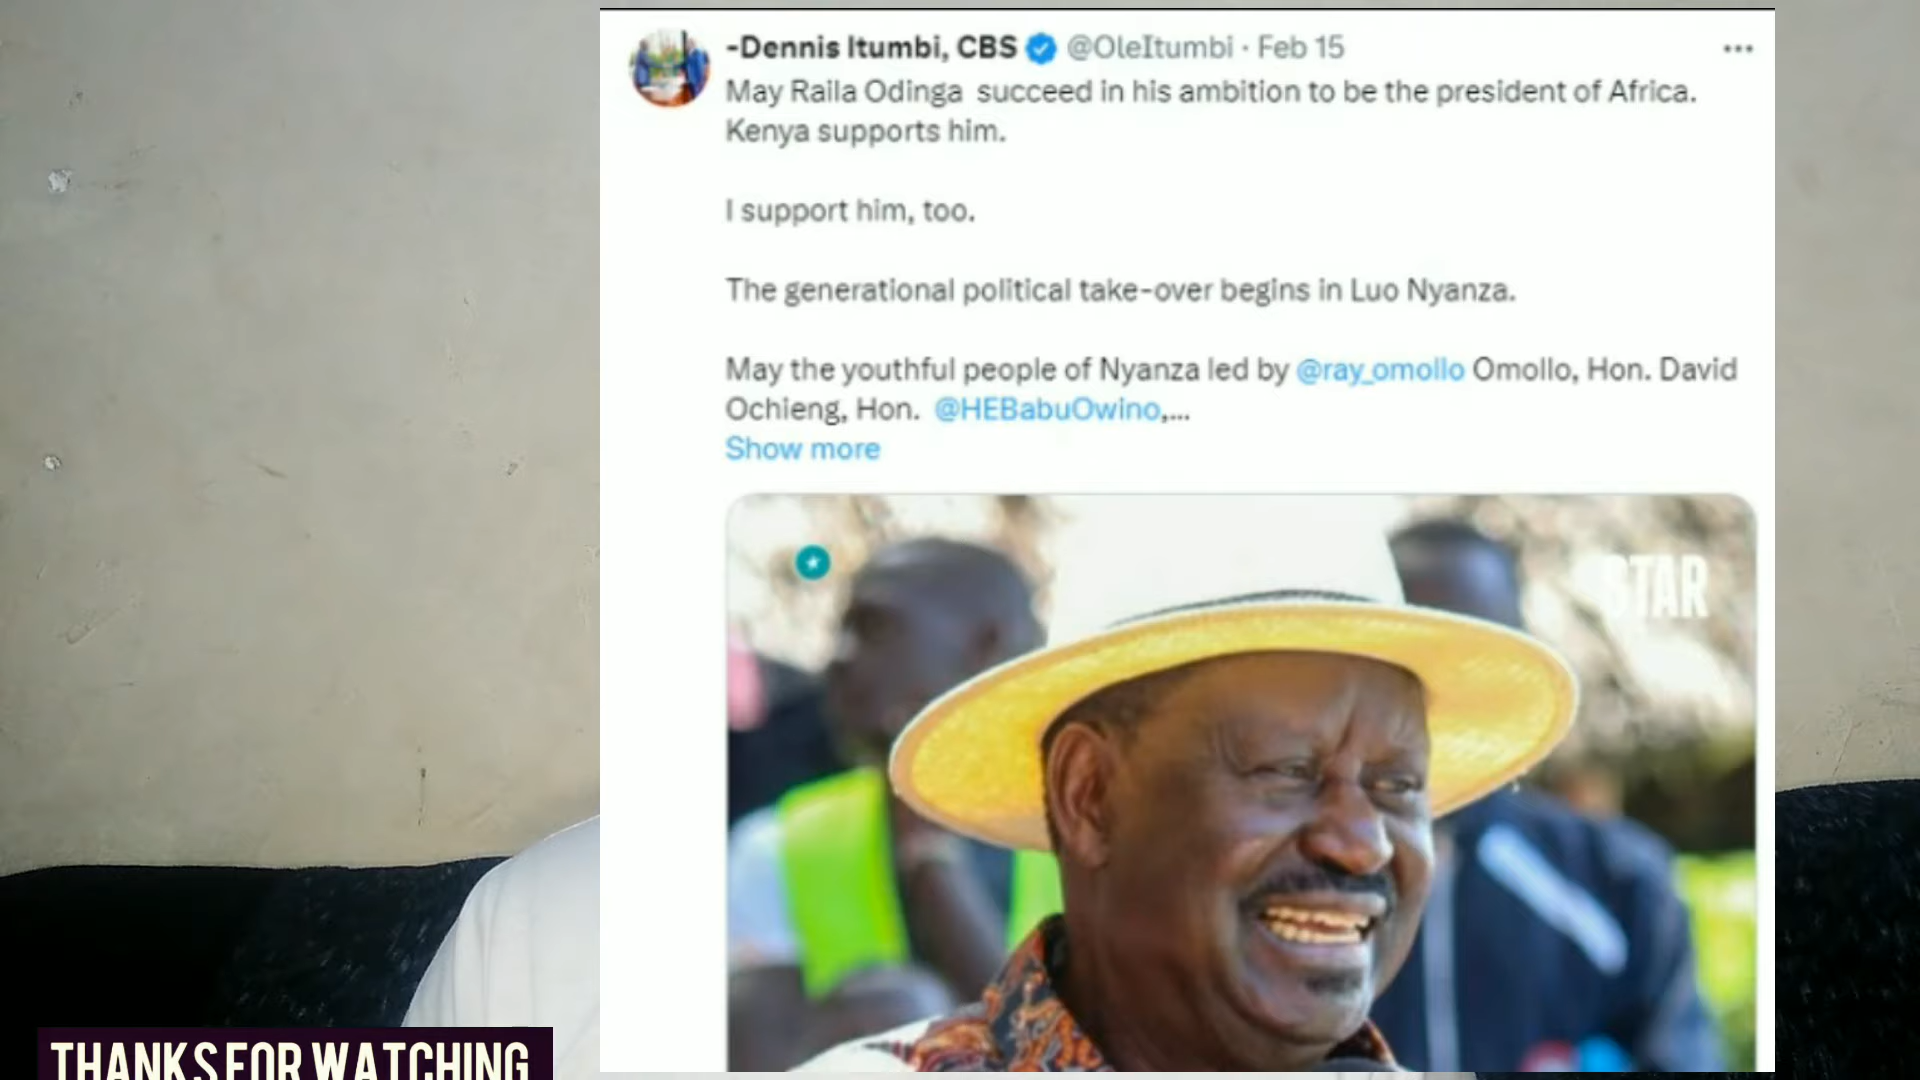 -Dennis Itumbi, CBS @OleItumbi · Feb 15
May Raila Odinga succeed in his ambition to be the president of Africa.
Kenya supports him.
I support him, too.
The generational political take-over begins in Luo Nyanza.
May the youthful people of Nyanza led by @ray_omollo Omollo, Hon. David
Ochieng, Hon. @HEBabuOwino,...
Show more
STAR
THANKS FOR WATCHING